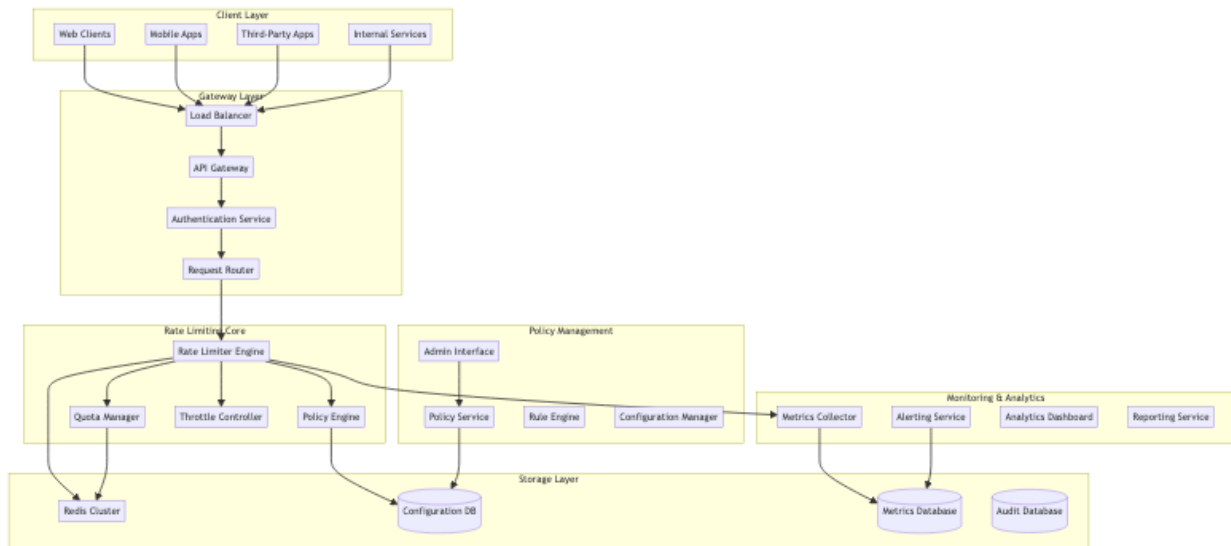 Client Layer
Web Clients
Mobile Apps
Third-Party Apps
Internal Services
Gateway Layer
Load Balancer
API Gateway
Authentication Service
Request Router
Rate Limiting Core
Rate Limiter Engine
Quota Manager
Throttle Controller
Policy Engine
Policy Management
Admin Interface
Policy Service
Rule Engine
Configuration Manager
Monitoring & Analytics
Metrics Collector
Alerting Service
Analytics Dashboard
Reporting Service
Storage Layer
Redis Cluster
Configuration DB
Metrics Database
Audit Database